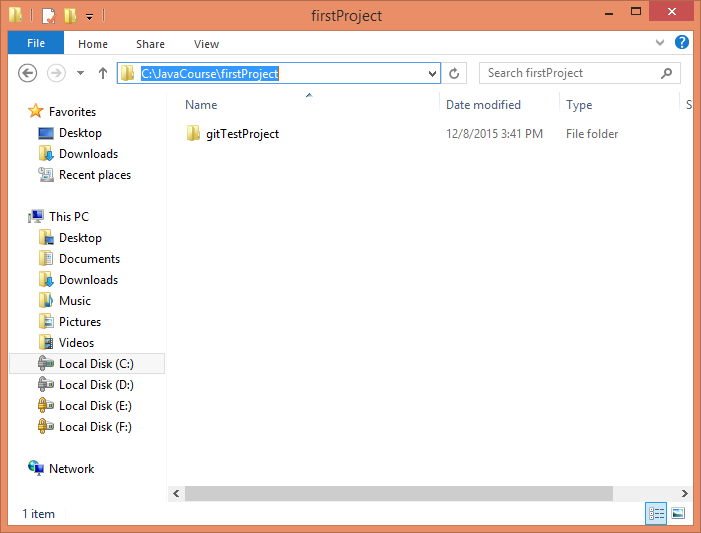 firstProject
File Home Share View
C:\JavaCourse\firstProject Search firstProject
Name Date modified Type S
gitTestProject 12/8/2015 3:41 PM File folder
Favorites
Desktop
Downloads
Recent places
This PC
Desktop
Documents
Downloads
Music
Pictures
Videos
Local Disk (C:)
Local Disk (D:)
Local Disk (E:)
Local Disk (F:)
Network
1 item